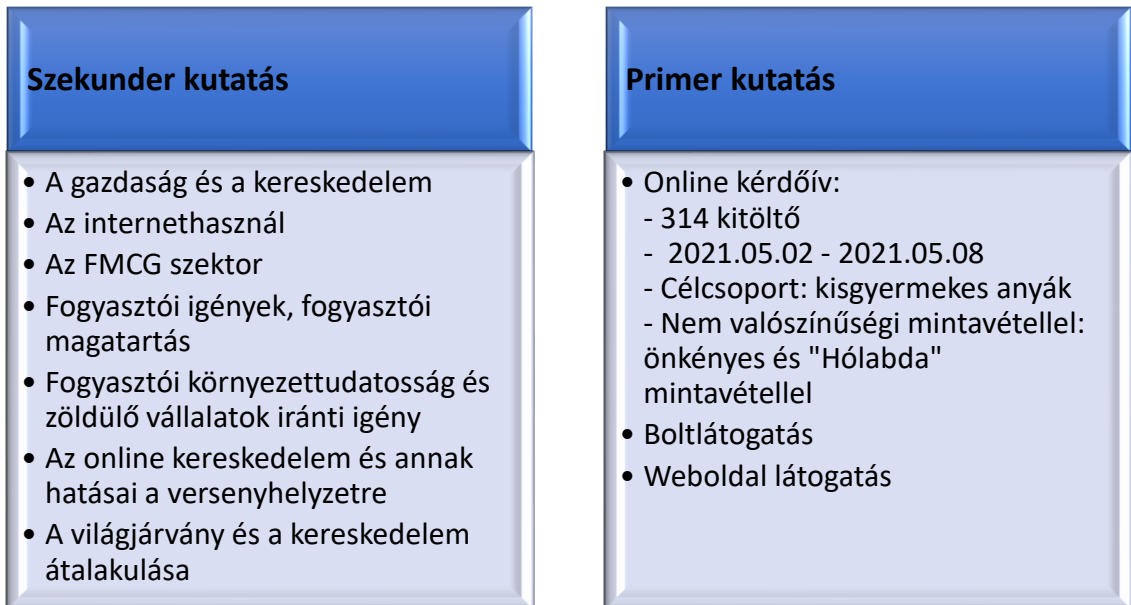 Szekunder kutatás
• A gazdaság és a kereskedelem
• Az internethasznál
• Az FMCG szektor
• Fogyasztói igények, fogyasztói
magatartás
• Fogyasztói környezettudatosság és
zöldülő vállalatok iránti igény
• Az online kereskedelem és annak
hatásai a versenyhelyzetre
• A világjárvány és a kereskedelem
átalakulása
Primer kutatás
• Online kérdőív:
- 314 kitöltő
- 2021.05.02 - 2021.05.08
- Célcsoport: kisgyermekes anyák
- Nem valószínűségi mintavétellel:
önkényes és "Hólabda"
mintavétellel
• Boltlátogatás
• Weboldal látogatás